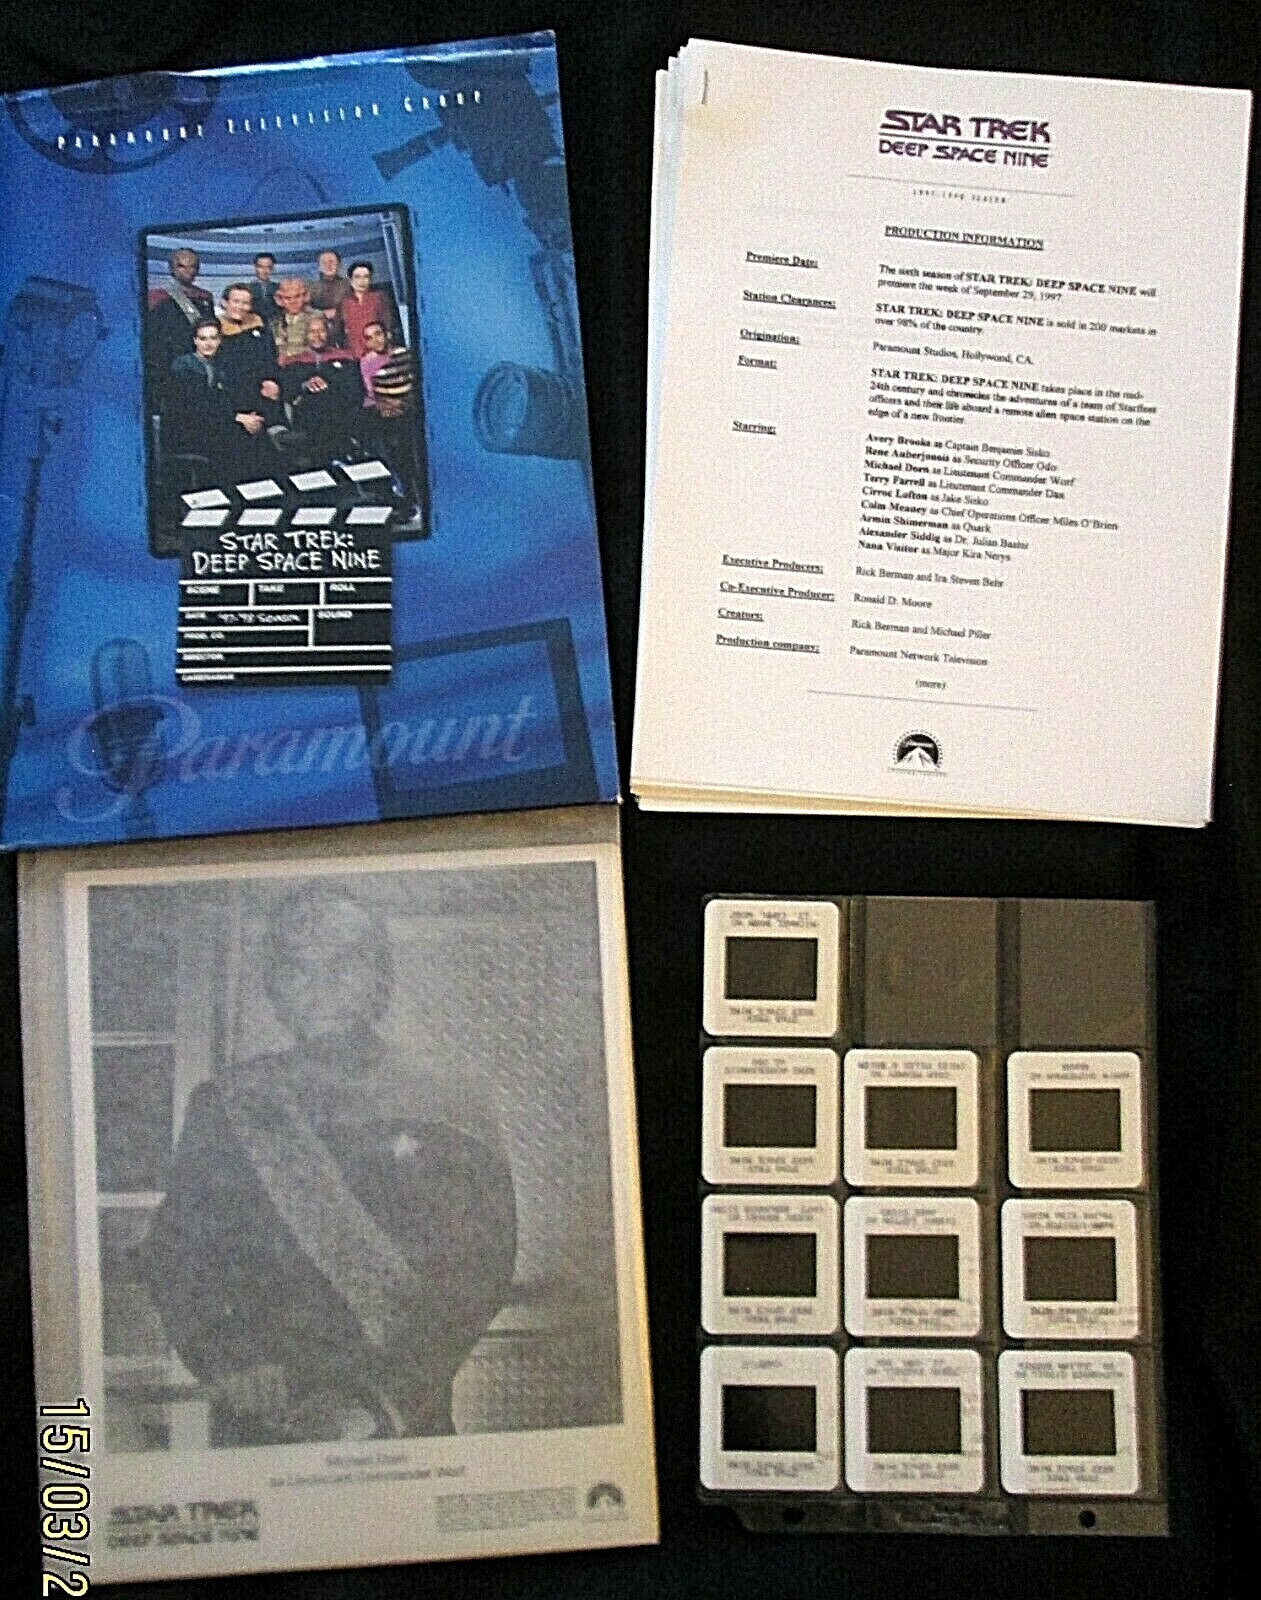 PARAMOUNT TELEVISION GROUP
STAR TREK:
DEEP SPACE NINE
SCENE TAKE ROLL
DATE '97-'98 SEASON SOUND
PROD. CO.
DIRECTOR
CAMERAMAN
Paramount
STAR TREK
DEEP SPACE NINE
1997-1998 SEASON
PRODUCTION INFORMATION
Premiere Date: The sixth season of STAR TREK: DEEP SPACE NINE will
premiere the week of September 29, 1997.
Station Clearances: STAR TREK: DEEP SPACE NINE is sold in 200 markets in
over 98% of the country.
Origination: Paramount Studios, Hollywood, CA.
Format: STAR TREK: DEEP SPACE NINE takes place in the mid-
24th century and chronicles the adventures of a team of Starfleet
officers and their life aboard a remote alien space station on the
edge of a new frontier.
Starring: Avery Brooks as Captain Benjamin Sisko
Rene Auberjonois as Security Officer Odo
Michael Dorn as Lieutenant Commander Worf
Terry Farrell as Lieutenant Commander Dax
Cirroc Lofton as Jake Sisko
Colm Meaney as Chief Operations Officer Miles O'Brien
Armin Shimerman as Quark
Alexander Siddig as Dr. Julian Bashir
Nana Visitor as Major Kira Nerys
Executive Producers: Rick Berman and Ira Steven Behr
Co-Executive Producer: Ronald D. Moore
Creators: Rick Berman and Michael Piller
Production company: Paramount Network Television
(more)
Michael Dorn
as Lieutenant Commander Worf
STAR TREK
DEEP SPACE NINE
15/03/2